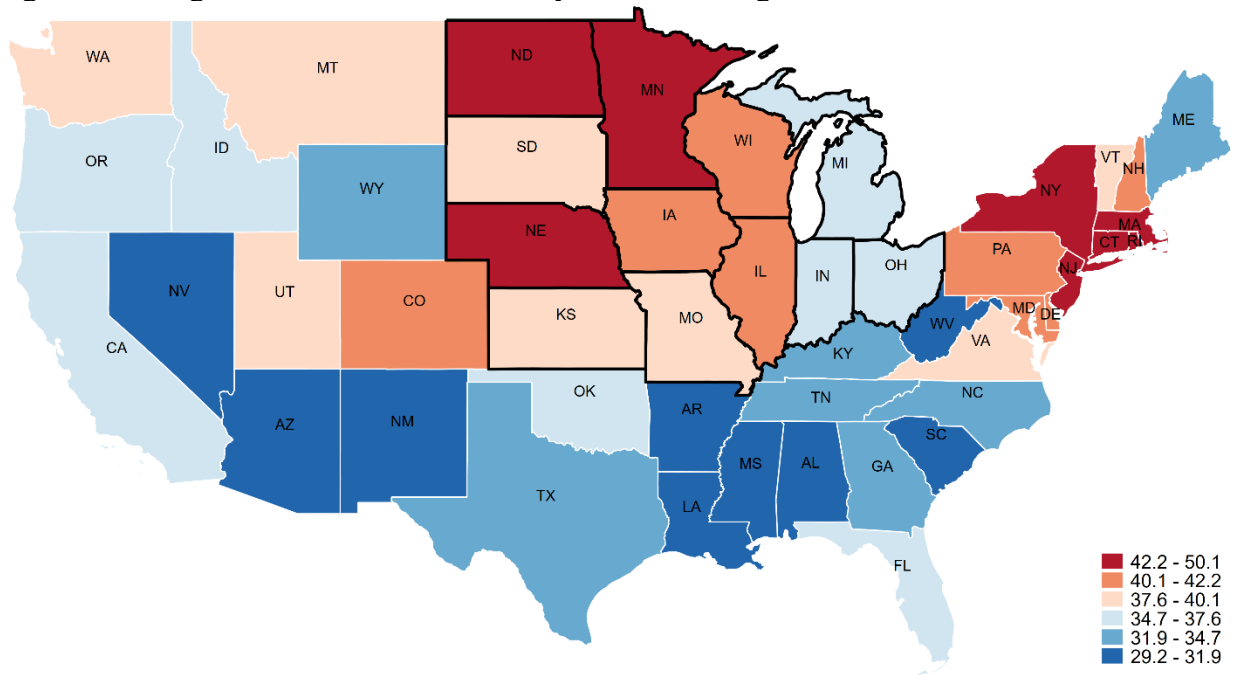 WA
MT
ND
MN
ME
OR
ID
SD
WI
MI
VT
NH
WY
NY
MA
IA
NE
CT
RI
PA
NV
UT
CO
IL
IN
OH
NJ
KS
MO
MD
DE
WV
CA
VA
KY
OK
TN
NC
AZ
NM
AR
SC
MS
AL
GA
TX
LA
FL
42.2 - 50.1
40.1 - 42.2
37.6 - 40.1
34.7 - 37.6
31.9 - 34.7
29.2 - 31.9